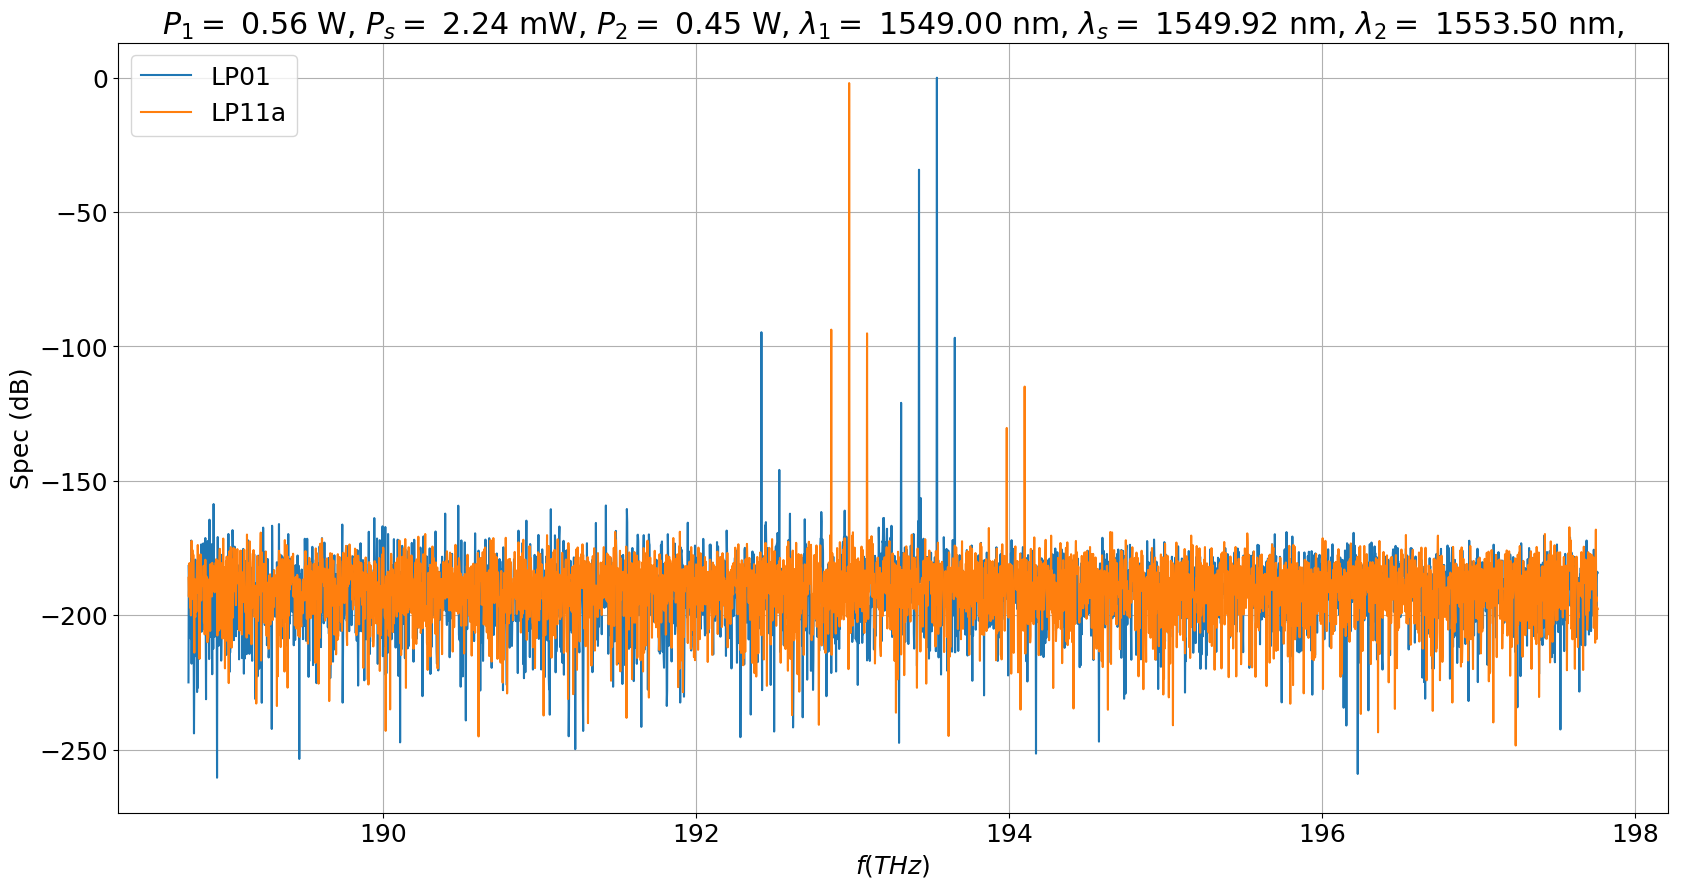 P₁ = 0.56 W, Pₛ = 2.24 mW, P₂ = 0.45 W, λ₁ = 1549.00 nm, λₛ = 1549.92 nm, λ₂ = 1553.50 nm,
LP01
LP11a
0
−50
−100
−150
−200
−250
Spec (dB)
190 192 194 196 198
f(THz)